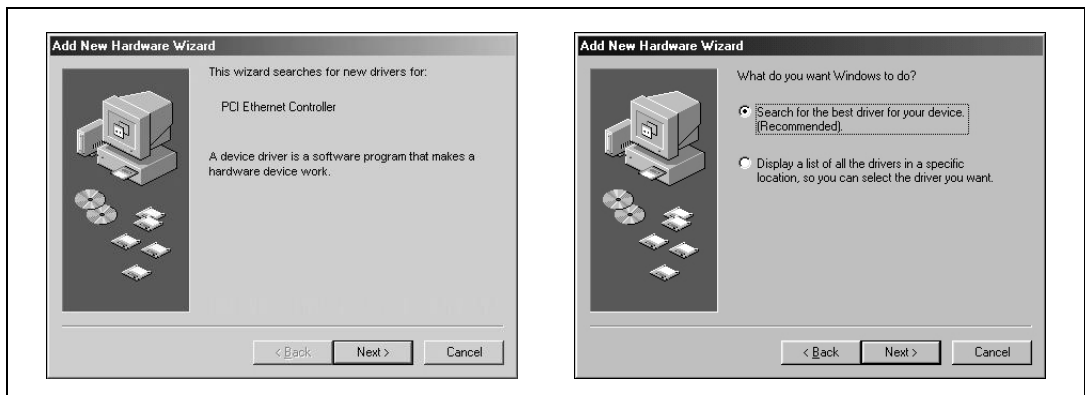 Add New Hardware Wizard
This wizard searches for new drivers for:
PCI Ethernet Controller
A device driver is a software program that makes a
hardware device work.
< Back
Next >
Cancel
Add New Hardware Wizard
What do you want Windows to do?
Search for the best driver for your device.
(Recommended).
Display a list of all the drivers in a specific
location, so you can select the driver you want.
< Back
Next >
Cancel